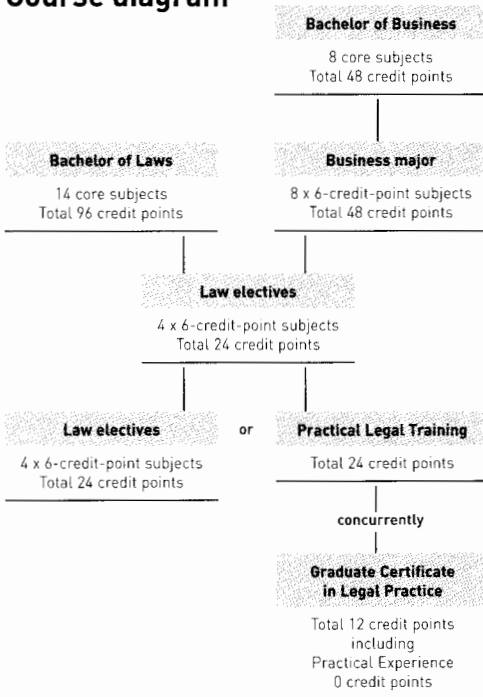 Course diagram
Bachelor of Business
8 core subjects
Total 48 credit points
Bachelor of Laws
14 core subjects
Total 96 credit points
Business major
8 x 6-credit-point subjects
Total 48 credit points
Law electives
4 x 6-credit-point subjects
Total 24 credit points
Law electives
4 x 6-credit-point subjects
Total 24 credit points
or
Practical Legal Training
Total 24 credit points
concurrently
Graduate Certificate
in Legal Practice
Total 12 credit points
including
Practical Experience
0 credit points